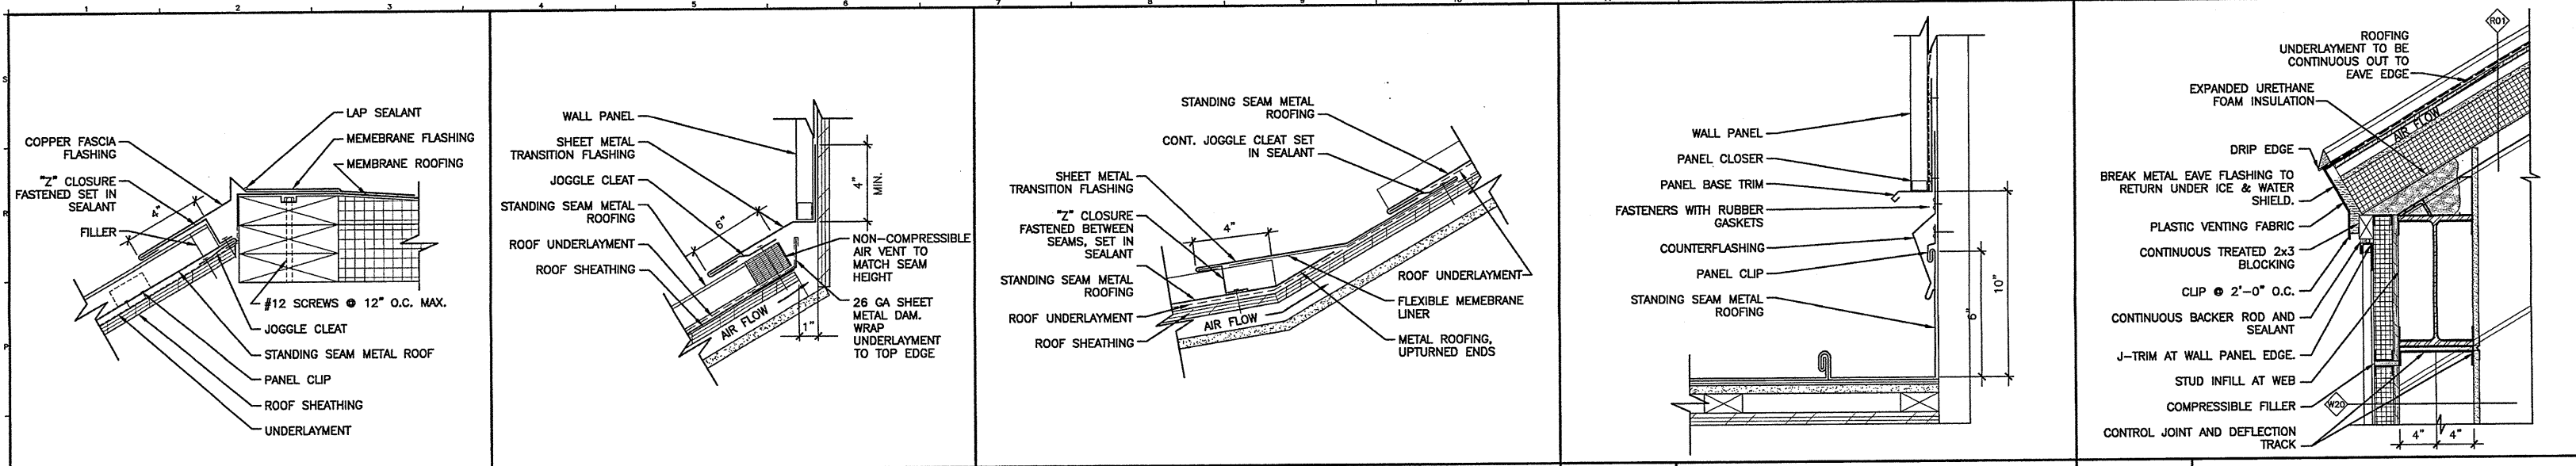 1 2 3 4 5 6 7 8 9 10
S
R
P
LAP SEALANT
MEMEBRANE FLASHING
MEMBRANE ROOFING
COPPER FASCIA
FLASHING
"Z" CLOSURE
FASTENED SET IN
SEALANT
FILLER
4"
#12 SCREWS @ 12" O.C. MAX.
JOGGLE CLEAT
STANDING SEAM METAL ROOF
PANEL CLIP
ROOF SHEATHING
UNDERLAYMENT
WALL PANEL
SHEET METAL
TRANSITION FLASHING
JOGGLE CLEAT
STANDING SEAM METAL
ROOFING
ROOF UNDERLAYMENT
ROOF SHEATHING
6"
4"
MIN.
NON-COMPRESSIBLE
AIR VENT TO
MATCH SEAM
HEIGHT
26 GA SHEET
METAL DAM.
WRAP
UNDERLAYMENT
TO TOP EDGE
AIR FLOW
1"
STANDING SEAM METAL
ROOFING
CONT. JOGGLE CLEAT SET
IN SEALANT
SHEET METAL
TRANSITION FLASHING
"Z" CLOSURE
FASTENED BETWEEN
SEAMS, SET IN
SEALANT
STANDING SEAM METAL
ROOFING
ROOF UNDERLAYMENT
ROOF SHEATHING
4"
AIR FLOW
ROOF UNDERLAYMENT
FLEXIBLE MEMEBRANE
LINER
METAL ROOFING,
UPTURNED ENDS
WALL PANEL
PANEL CLOSER
PANEL BASE TRIM
FASTENERS WITH RUBBER
GASKETS
COUNTERFLASHING
PANEL CLIP
STANDING SEAM METAL
ROOFING
6"
10"
R01
ROOFING
UNDERLAYMENT TO BE
CONTINUOUS OUT TO
EAVE EDGE
EXPANDED URETHANE
FOAM INSULATION
AIR FLOW
DRIP EDGE
BREAK METAL EAVE FLASHING TO
RETURN UNDER ICE & WATER
SHIELD.
PLASTIC VENTING FABRIC
CONTINUOUS TREATED 2x3
BLOCKING
CLIP @ 2'-0" O.C.
CONTINUOUS BACKER ROD AND
SEALANT
J-TRIM AT WALL PANEL EDGE.
STUD INFILL AT WEB
COMPRESSIBLE FILLER
W20
CONTROL JOINT AND DEFLECTION
TRACK
4" 4"